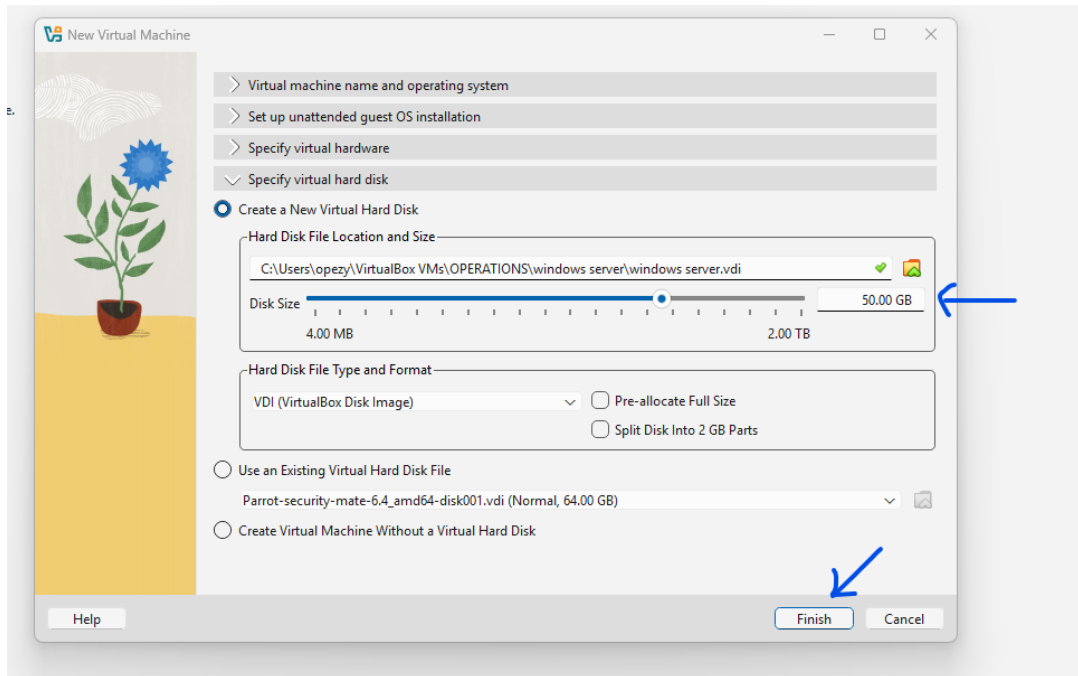 New Virtual Machine
Virtual machine name and operating system
e.
Set up unattended guest OS installation
Specify virtual hardware
Specify virtual hard disk
Create a New Virtual Hard Disk
Hard Disk File Location and Size
C:\Users\opezy\VirtualBox VMs\OPERATIONS\windows server\windows server.vdi
Disk Size
50.00 GB
4.00 MB
2.00 TB
Hard Disk File Type and Format
VDI (VirtualBox Disk Image)
Pre-allocate Full Size
Split Disk Into 2 GB Parts
Use an Existing Virtual Hard Disk File
Parrot-security-mate-6.4_amd64-disk001.vdi (Normal, 64.00 GB)
Create Virtual Machine Without a Virtual Hard Disk
Help
Finish
Cancel